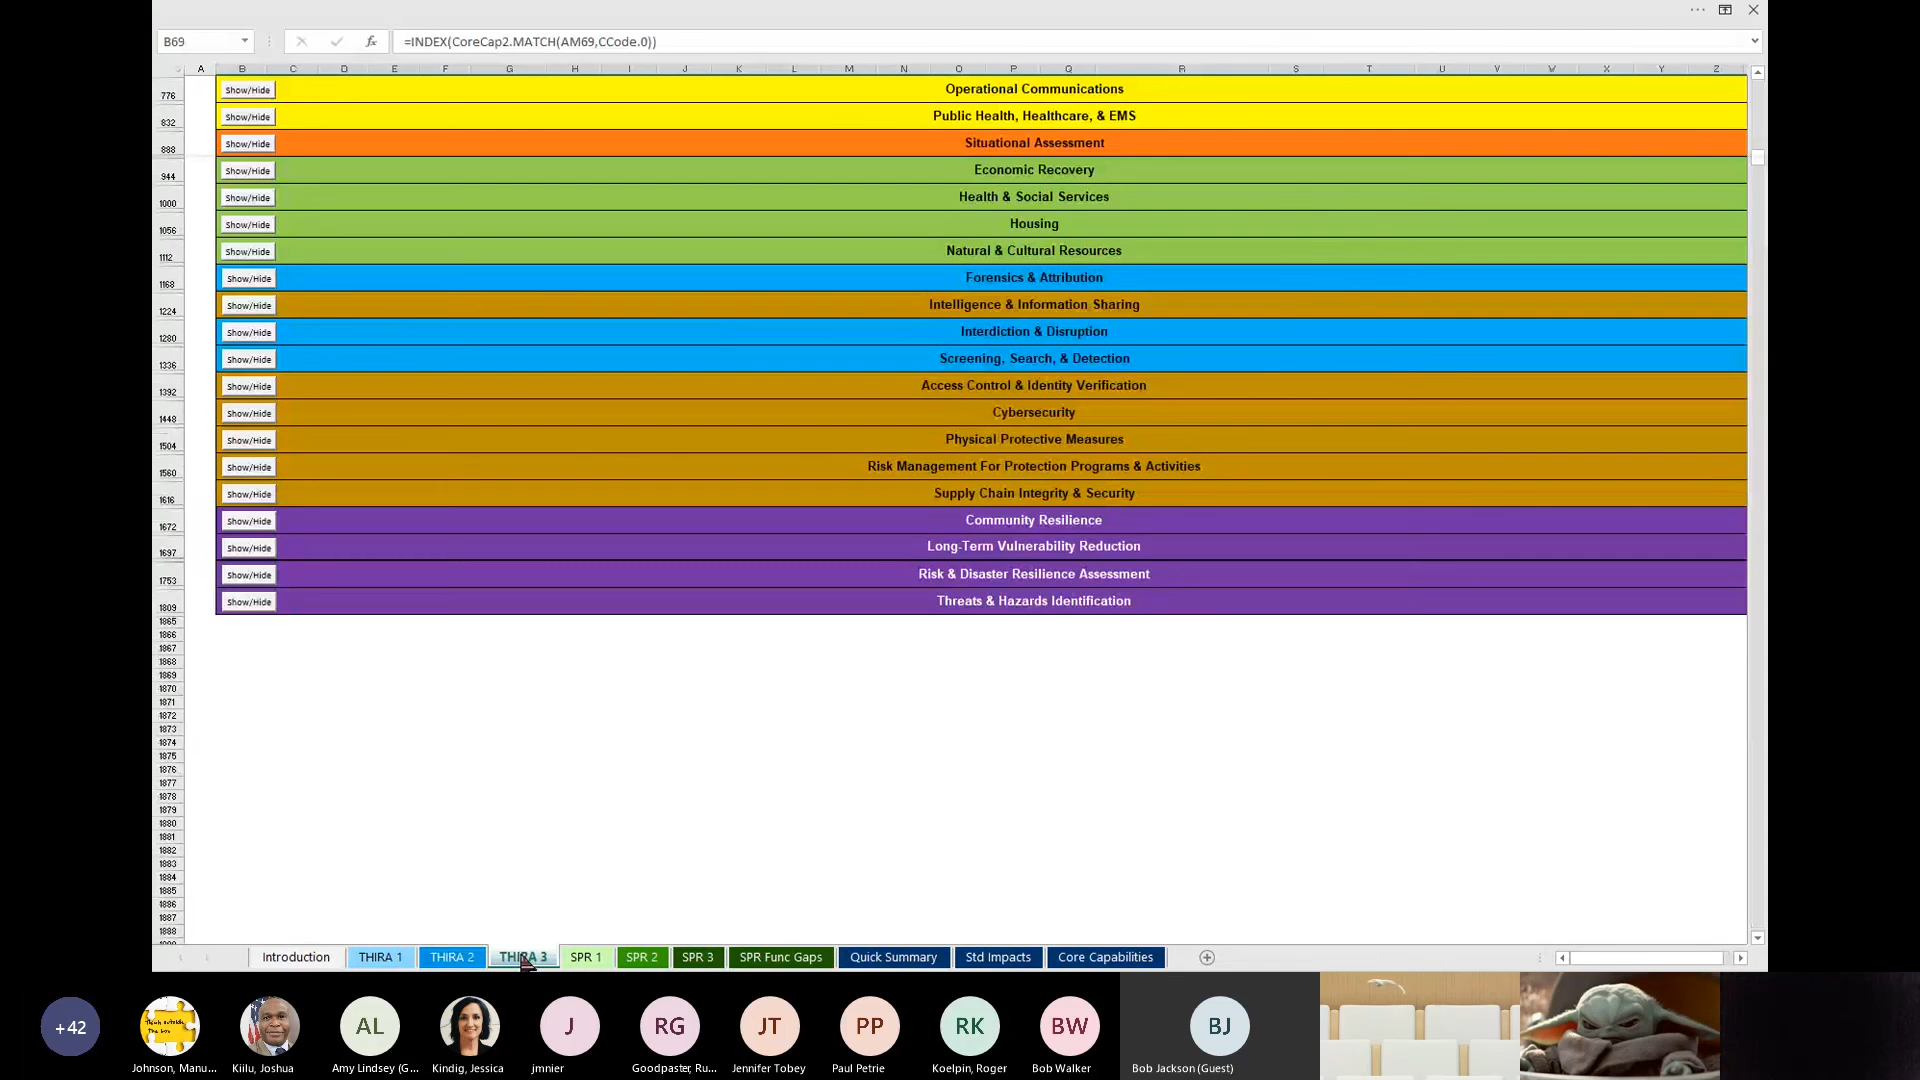 B69
=INDEX(CoreCap2.MATCH(AM69,CCode.0))
A B C D E F G H I J K L M N O P Q R S T U V W X Y Z
776 Show/Hide Operational Communications
832 Show/Hide Public Health, Healthcare, & EMS
888 Show/Hide Situational Assessment
944 Show/Hide Economic Recovery
1000 Show/Hide Health & Social Services
1056 Show/Hide Housing
1112 Show/Hide Natural & Cultural Resources
1168 Show/Hide Forensics & Attribution
1224 Show/Hide Intelligence & Information Sharing
1280 Show/Hide Interdiction & Disruption
1336 Show/Hide Screening, Search, & Detection
1392 Show/Hide Access Control & Identity Verification
1448 Show/Hide Cybersecurity
1504 Show/Hide Physical Protective Measures
1560 Show/Hide Risk Management For Protection Programs & Activities
1616 Show/Hide Supply Chain Integrity & Security
1672 Show/Hide Community Resilience
1697 Show/Hide Long-Term Vulnerability Reduction
1753 Show/Hide Risk & Disaster Resilience Assessment
1809 Show/Hide Threats & Hazards Identification
1865
1866
1867
1868
1869
1870
1871
1872
1873
1874
1875
1876
1877
1878
1879
1880
1881
1882
1883
1884
1885
1886
1887
1888
Introduction THIRA 1 THIRA 2 THIRA 3 SPR 1 SPR 2 SPR 3 SPR Func Gaps Quick Summary Std Impacts Core Capabilities
+42 AL J RG JT PP RK BW BJ
Johnson, Manu... Kiilu, Joshua Amy Lindsey (G... Kindig, Jessica jmnier Goodpaster, Ru... Jennifer Tobey Paul Petrie Koelpin, Roger Bob Walker Bob Jackson (Guest)